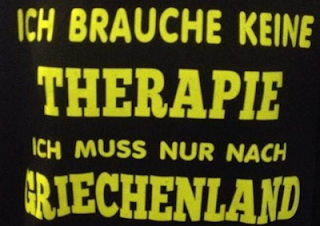 ICH BRAUCHE KEINE
THERAPIE
ICH MUSS NUR NACH
GRIECHENLAND